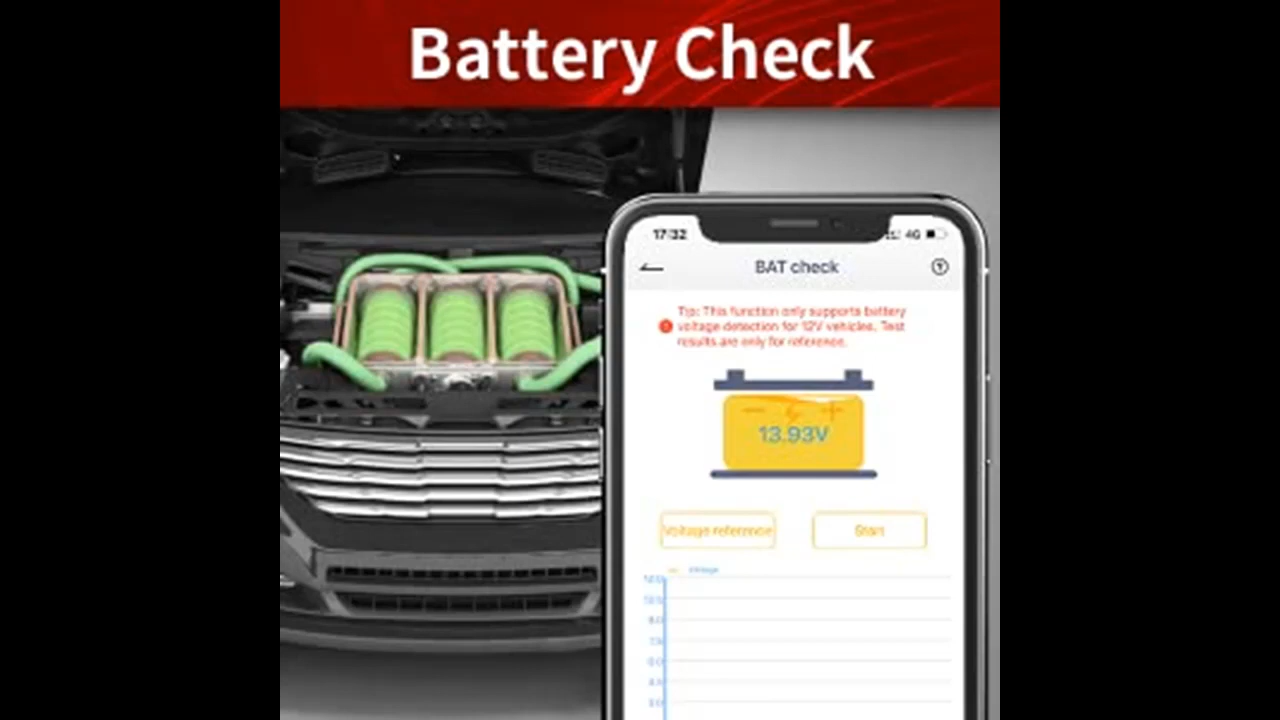 Battery Check
17:32
4G
BAT check
Tip: This function only supports battery
voltage detection for 12V vehicles. Test
results are only for reference.
13.93V
Voltage reference
Start
Voltage